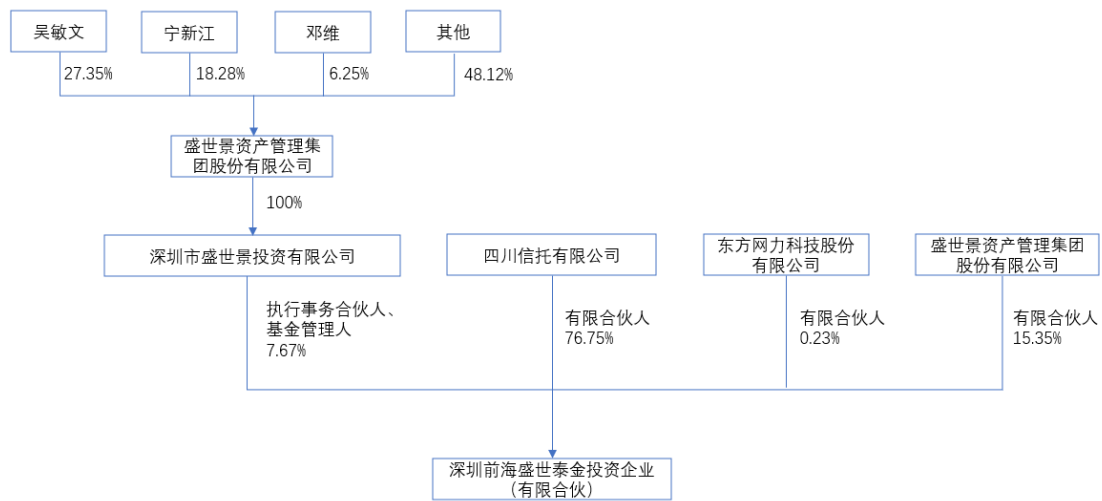 吴敏文
宁新江
邓维
其他
27.35%
18.28%
6.25%
48.12%
盛世景资产管理集
团股份有限公司
100%
深圳市盛世景投资有限公司
四川信托有限公司
东方网力科技股份
有限公司
盛世景资产管理集团
股份有限公司
执行事务合伙人、
基金管理人
7.67%
有限合伙人
76.75%
有限合伙人
0.23%
有限合伙人
15.35%
深圳前海盛世泰金投资企业
（有限合伙）